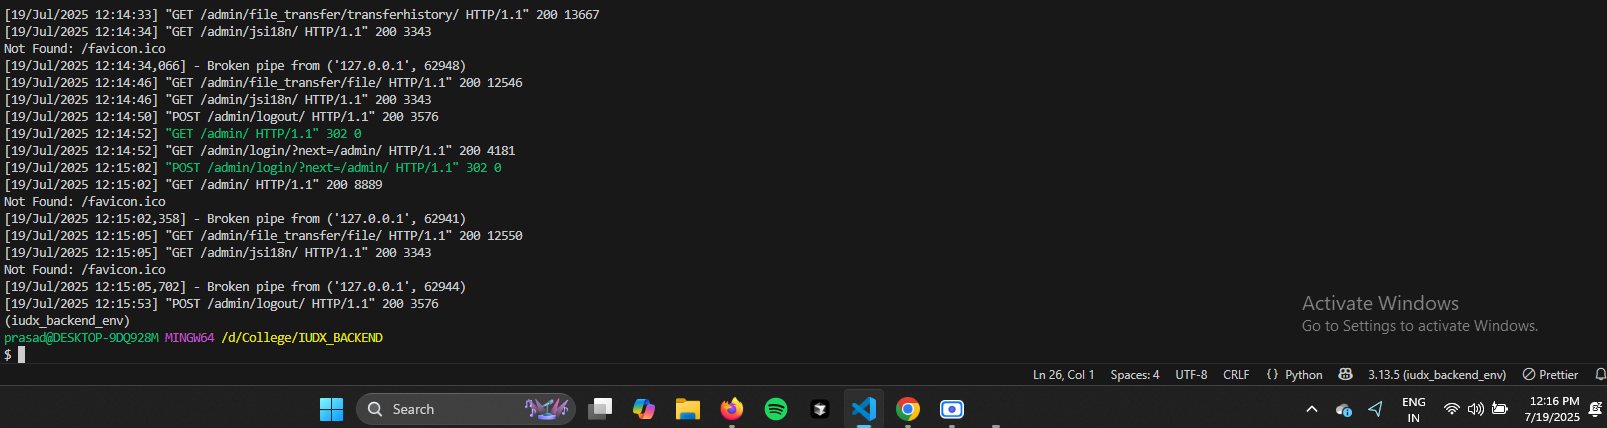 [19/Jul/2025 12:14:33] "GET /admin/file_transfer/transferhistory/ HTTP/1.1" 200 13667
[19/Jul/2025 12:14:34] "GET /admin/jsi18n/ HTTP/1.1" 200 3343
Not Found: /favicon.ico
[19/Jul/2025 12:14:34,066] - Broken pipe from ('127.0.0.1', 62948)
[19/Jul/2025 12:14:46] "GET /admin/file_transfer/file/ HTTP/1.1" 200 12546
[19/Jul/2025 12:14:46] "GET /admin/jsi18n/ HTTP/1.1" 200 3343
[19/Jul/2025 12:14:50] "POST /admin/logout/ HTTP/1.1" 200 3576
[19/Jul/2025 12:14:52] "GET /admin/ HTTP/1.1" 302 0
[19/Jul/2025 12:14:52] "GET /admin/login/?next=/admin/ HTTP/1.1" 200 4181
[19/Jul/2025 12:15:02] "POST /admin/login/?next=/admin/ HTTP/1.1" 302 0
[19/Jul/2025 12:15:02] "GET /admin/ HTTP/1.1" 200 8889
Not Found: /favicon.ico
[19/Jul/2025 12:15:02,358] - Broken pipe from ('127.0.0.1', 62941)
[19/Jul/2025 12:15:05] "GET /admin/file_transfer/file/ HTTP/1.1" 200 12550
[19/Jul/2025 12:15:05] "GET /admin/jsi18n/ HTTP/1.1" 200 3343
Not Found: /favicon.ico
[19/Jul/2025 12:15:05,702] - Broken pipe from ('127.0.0.1', 62944)
[19/Jul/2025 12:15:53] "POST /admin/logout/ HTTP/1.1" 200 3576
(iudx_backend_env)
prasad@DESKTOP-9DQ928M MINGW64 /d/College/IUDX_BACKEND
$
Activate Windows
Go to Settings to activate Windows.
Ln 26, Col 1 Spaces: 4 UTF-8 CRLF {} Python 3.13.5 (iudx_backend_env) Prettier
Search
ENG
IN
12:16 PM
7/19/2025